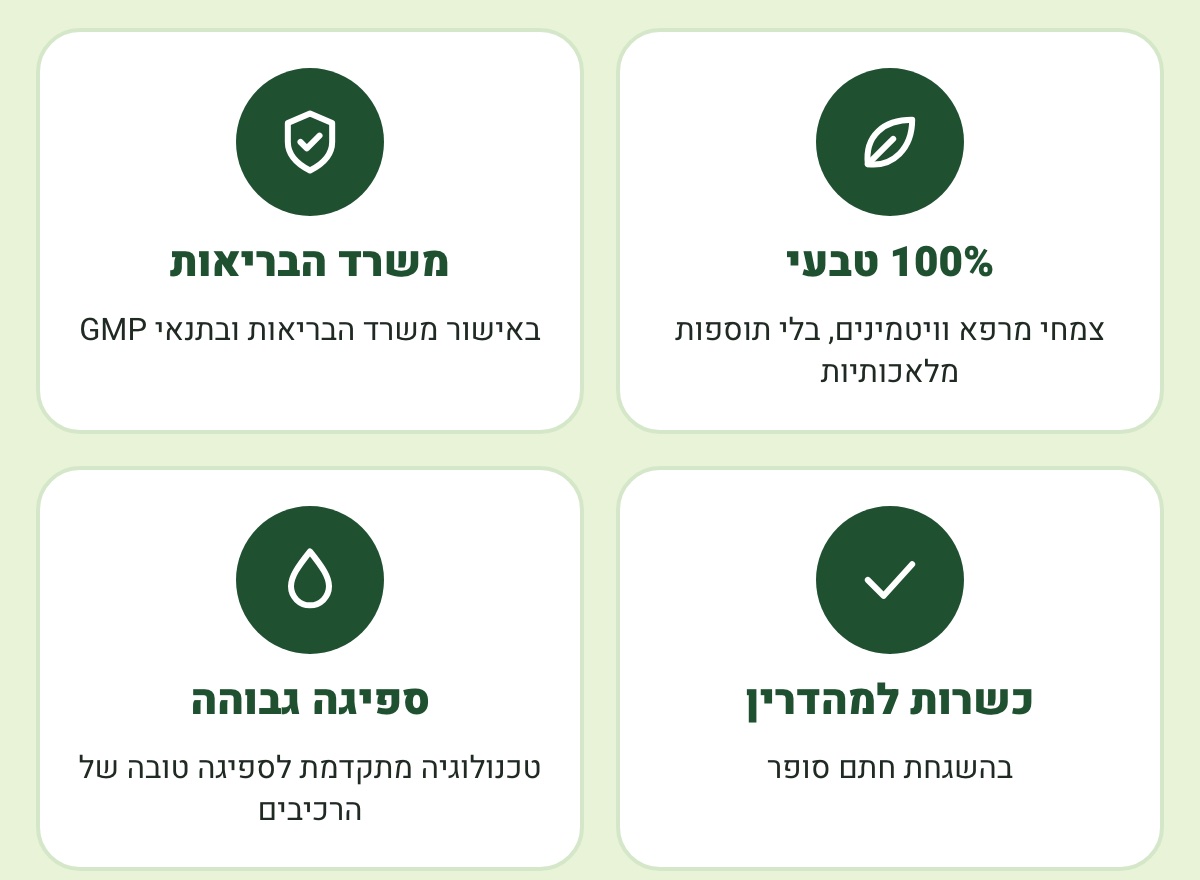 100% טבעי
צמחי מרפא וויטמינים, בלי תוספות
מלאכותיות
משרד הבריאות
באישור משרד הבריאות ובתנאי GMP
כשרות למהדרין
בהשגחת חתם סופר
ספיגה גבוהה
טכנולוגיה מתקדמת לספיגה טובה של
הרכיבים